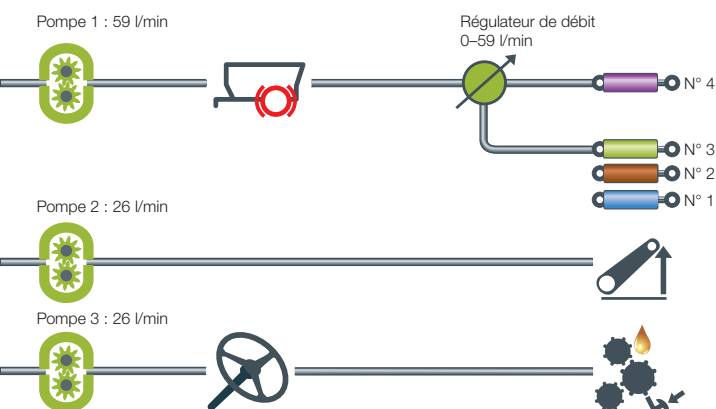 Pompe 1 : 59 l/min
Régulateur de débit
0–59 l/min
N° 4
N° 3
N° 2
N° 1
Pompe 2 : 26 l/min
Pompe 3 : 26 l/min